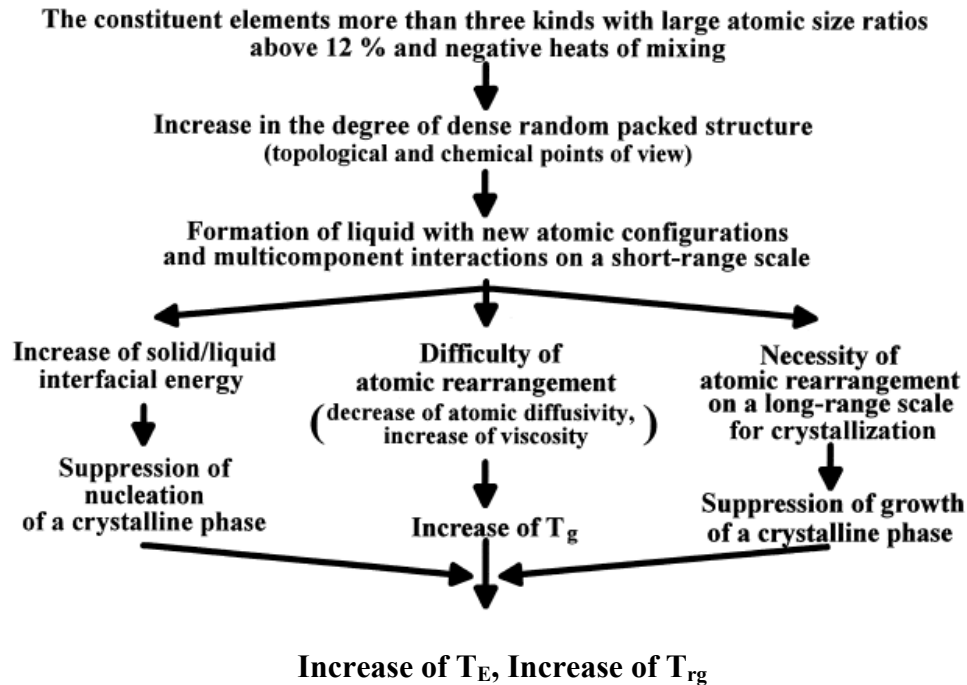 The constituent elements more than three kinds with large atomic size ratios
above 12 % and negative heats of mixing
Increase in the degree of dense random packed structure
(topological and chemical points of view)
Formation of liquid with new atomic configurations
and multicomponent interactions on a short-range scale
Increase of solid/liquid
interfacial energy
Suppression of
nucleation
of a crystalline phase
Difficulty of
atomic rearrangement
(decrease of atomic diffusivity,
increase of viscosity)
Increase of Tg
Necessity of
atomic rearrangement
on a long-range scale
for crystallization
Suppression of growth
of a crystalline phase
Increase of TE, Increase of Trg